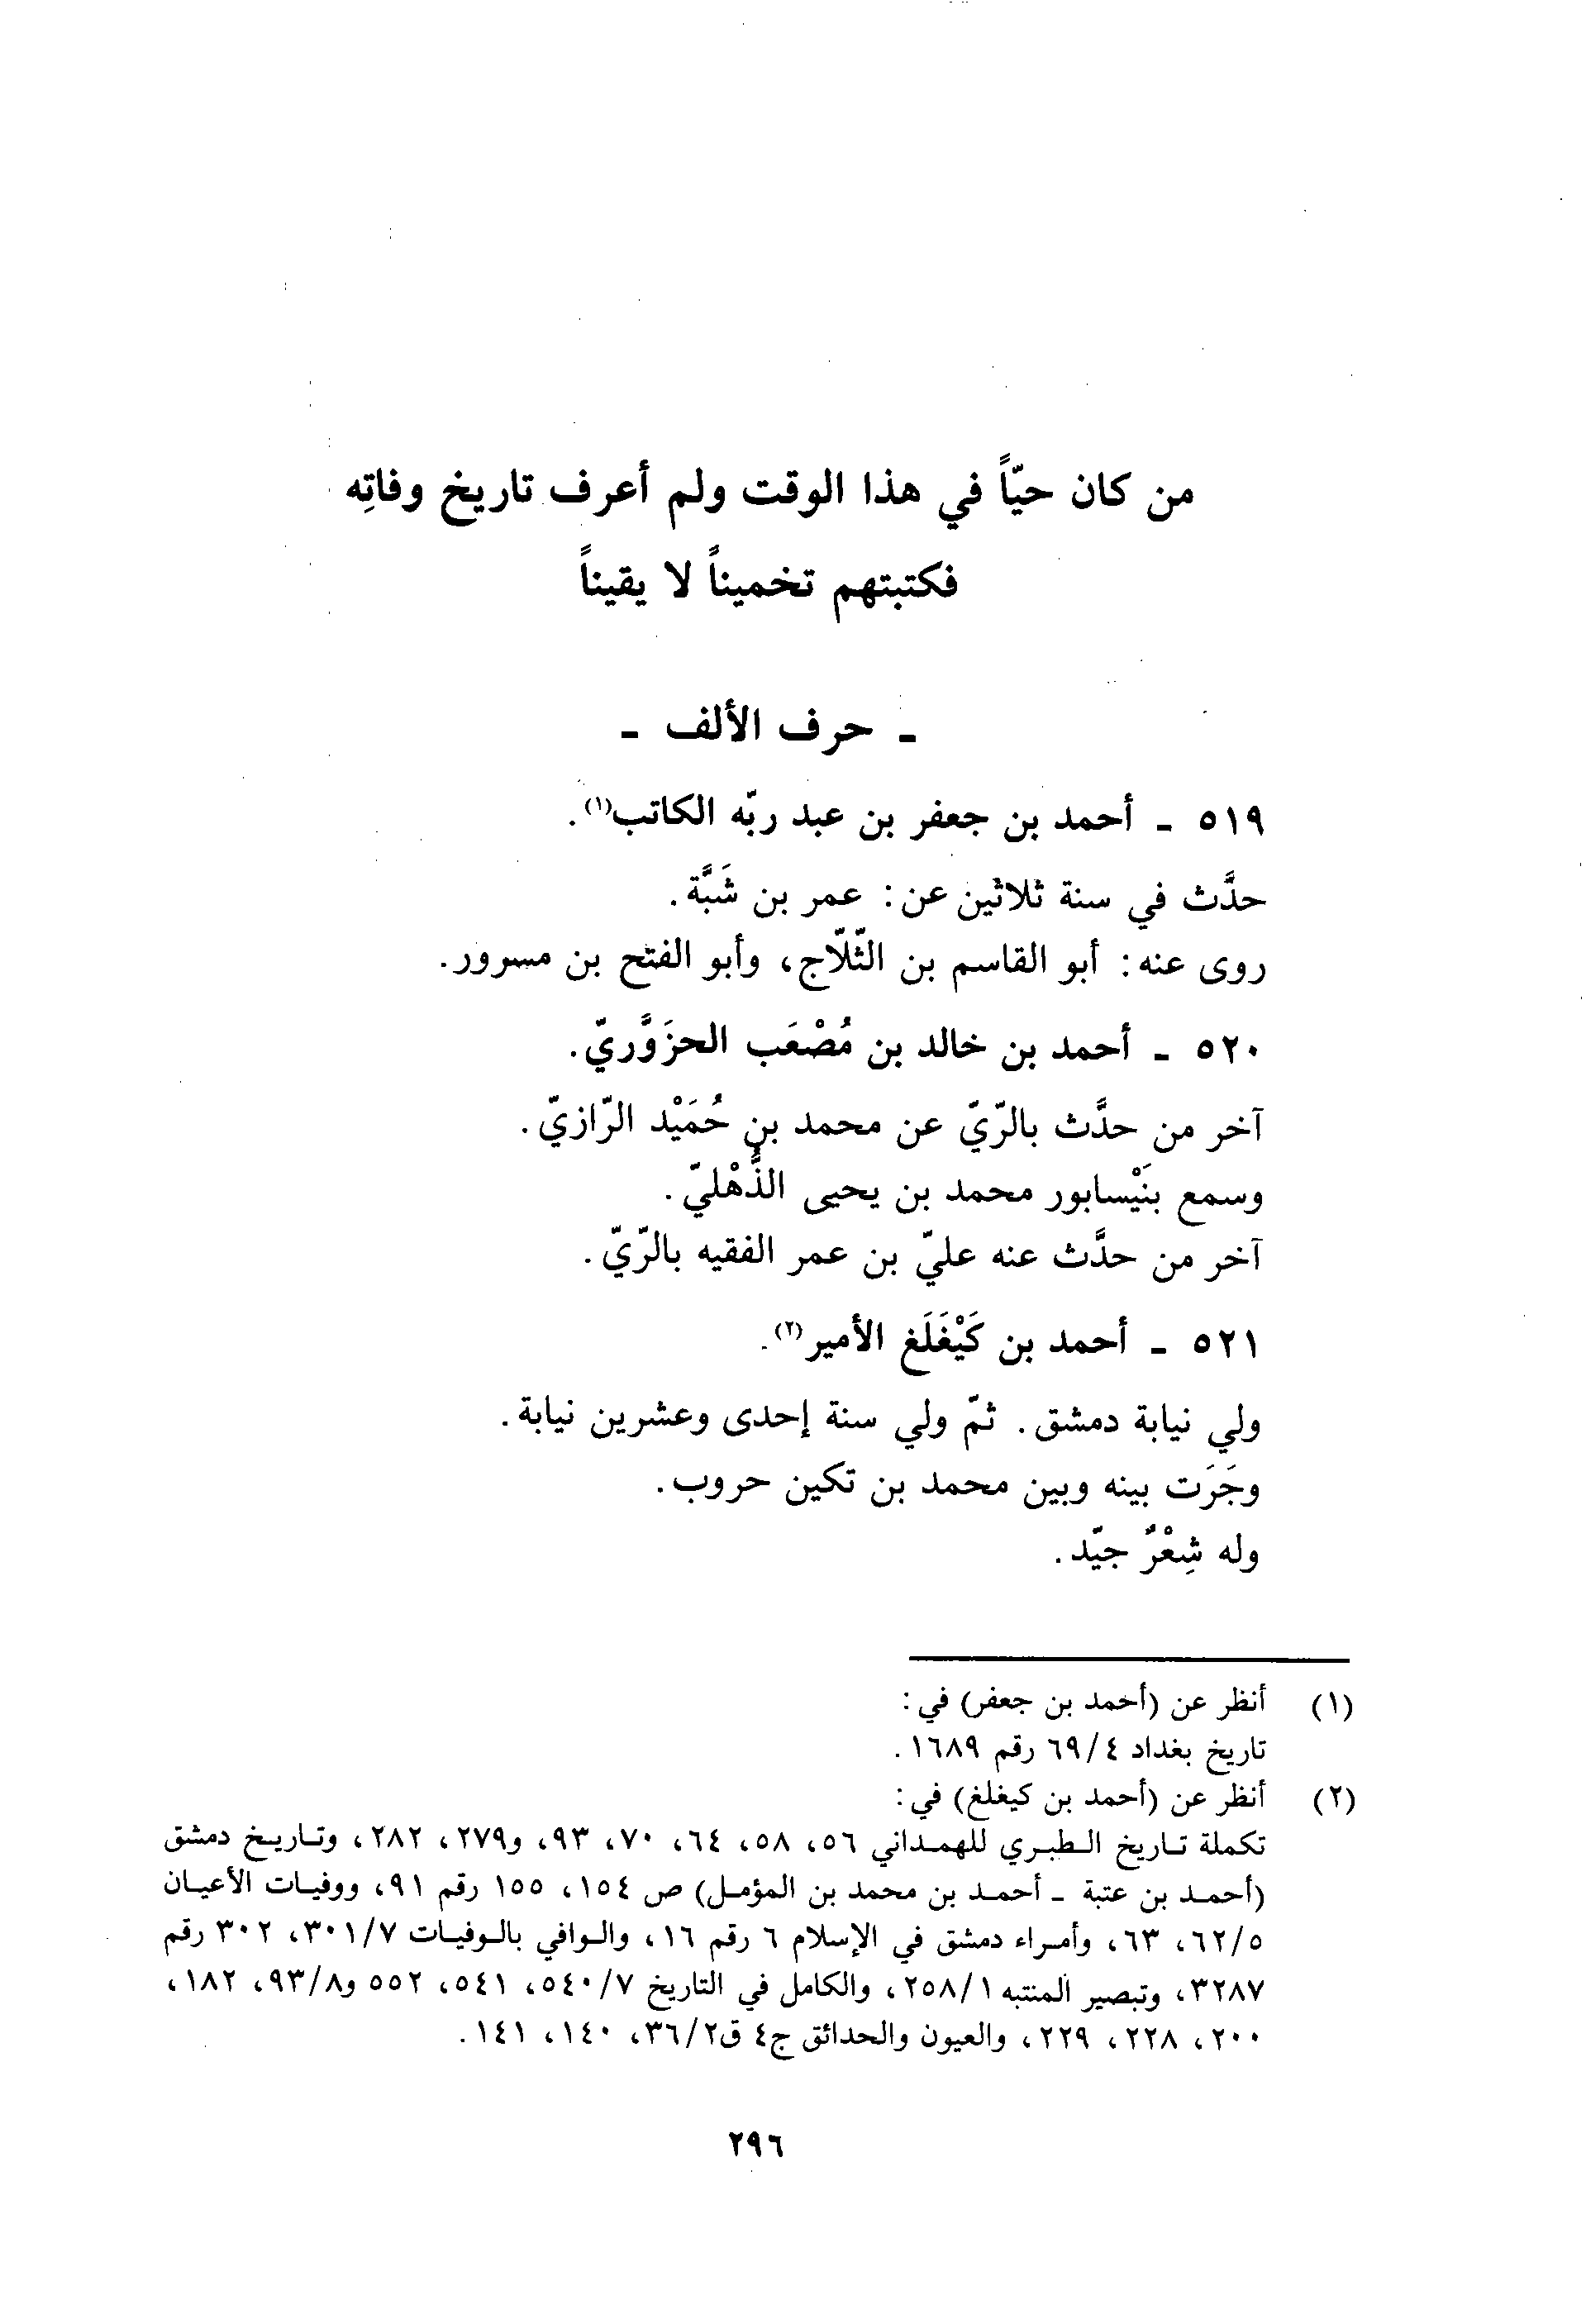 من كان حيّاً في هذا الوقت ولم أعرف تاريخ وفاتِه
فكتبتهم تخميناً لا يقيناً
ـ حرف الألف ـ
٥١٩ ـ أحمد بن جعفر بن عبد ربّه الكاتب(١).
حدَّث في سنة ثلاثين عن: عمر بن شَبَّة.
روى عنه: أبو القاسم بن الثّلّاج، وأبو الفتح بن مسرور.
٥٢٠ ـ أحمد بن خالد بن مُصْعَب الحزَوَّريّ.
آخر من حدَّث بالرّيّ عن محمد بن حُمَيْد الرّازيّ.
وسمع بنَيْسابور محمد بن يحيى الذُّهْليّ.
آخر من حدَّث عنه عليّ بن عمر الفقيه بالرّيّ.
٥٢١ ـ أحمد بن كَيْغَلَغ الأمير(٢).
ولي نيابة دمشق. ثمّ ولي سنة إحدى وعشرين نيابة.
وجَرَت بينه وبين محمد بن تكين حروب.
وله شِعْرٌ جيّد.
(١) أنظر عن (أحمد بن جعفر) في:
تاريخ بغداد ٦٩/٤ رقم ١٦٨٩.
(٢) أنظر عن (أحمد بن كيغلغ) في:
تكملة تاريخ الطبري للهمداني ٥٦، ٥٨، ٦٤، ٧٠، ٩٣، و٢٧٩، ٢٨٢، وتاريخ دمشق
(أحمد بن عتبة ـ أحمد بن محمد بن المؤمل) ص ١٥٤، ١٥٥ رقم ٩١، ووفيات الأعيان
٦٢/٥، ٦٣، وأمراء دمشق في الإسلام ٦ رقم ١٦، والوافي بالوفيات ٣٠١/٧، ٣٠٢ رقم
٣٢٨٧، وتبصير المنتبه ٢٥٨/١، والكامل في التاريخ ٥٤٠/٧، ٥٤١، ٥٥٢ و٩٣/٨، ١٨٢،
٢٠٠، ٢٢٨، ٢٢٩، والعيون والحدائق ج٤ ق٣٦/٢، ١٤٠، ١٤١.
٢٩٦